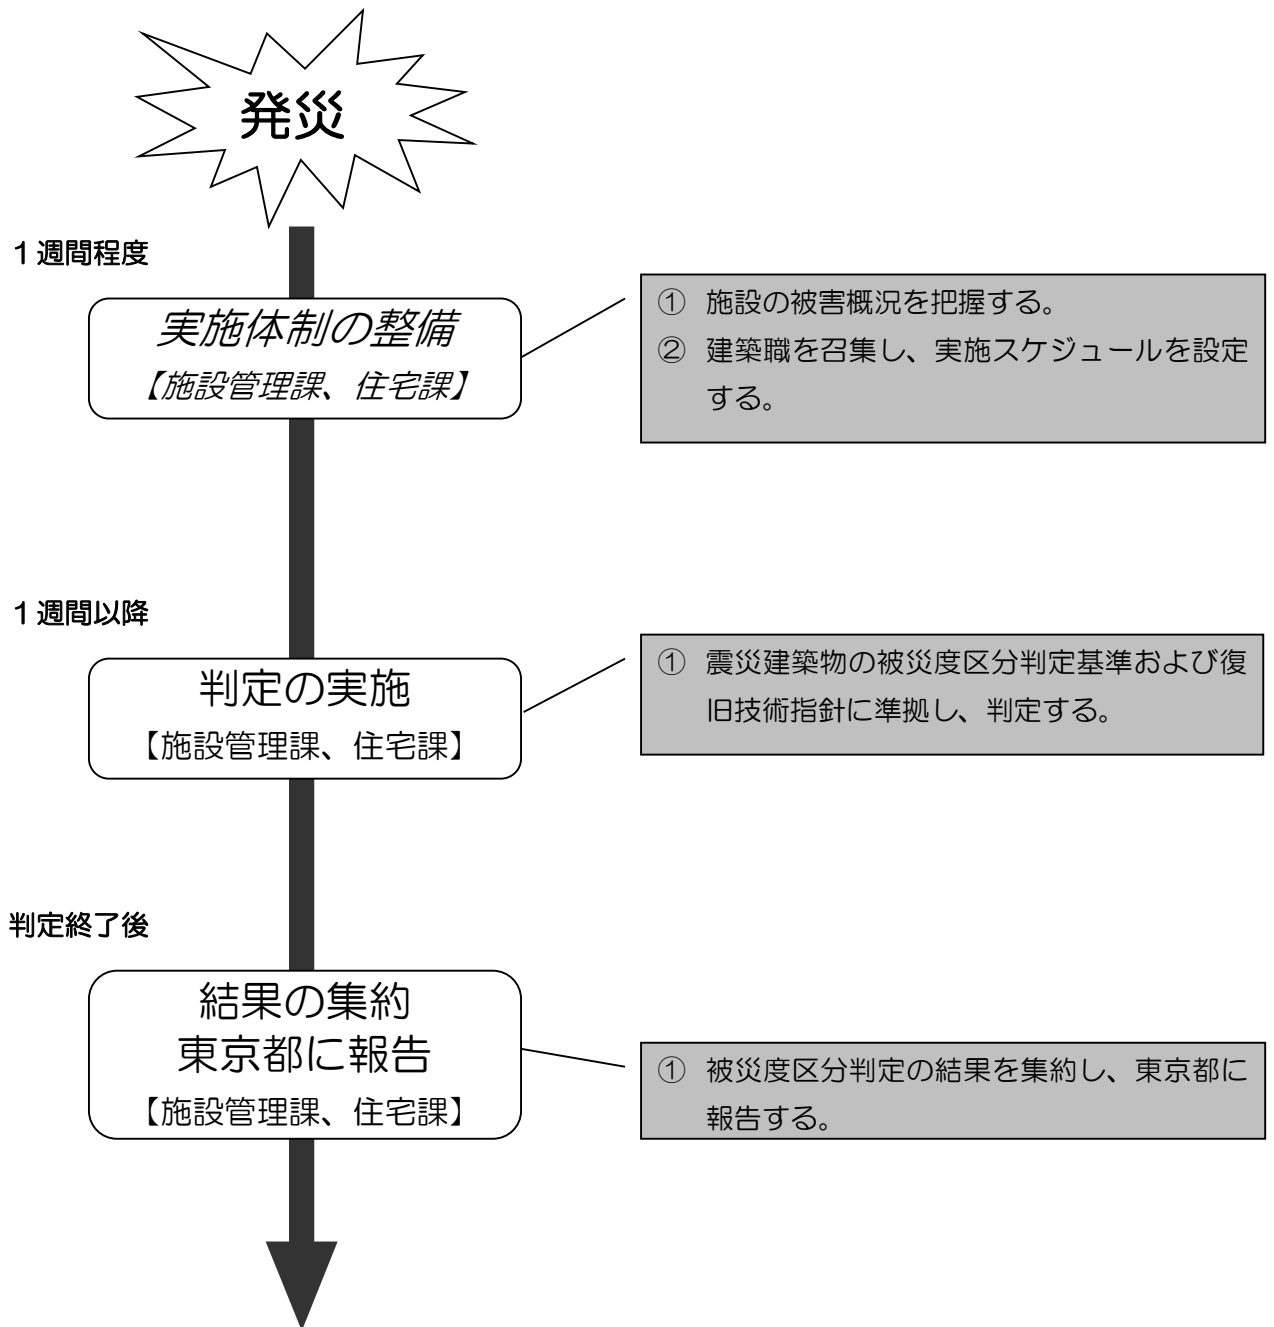 発災
１週間程度
実施体制の整備
【施設管理課、住宅課】
① 施設の被害概況を把握する。
② 建築職を召集し、実施スケジュールを設定
する。
１週間以降
判定の実施
【施設管理課、住宅課】
① 震災建築物の被災度区分判定基準および復
旧技術指針に準拠し、判定する。
判定終了後
結果の集約
東京都に報告
【施設管理課、住宅課】
① 被災度区分判定の結果を集約し、東京都に
報告する。